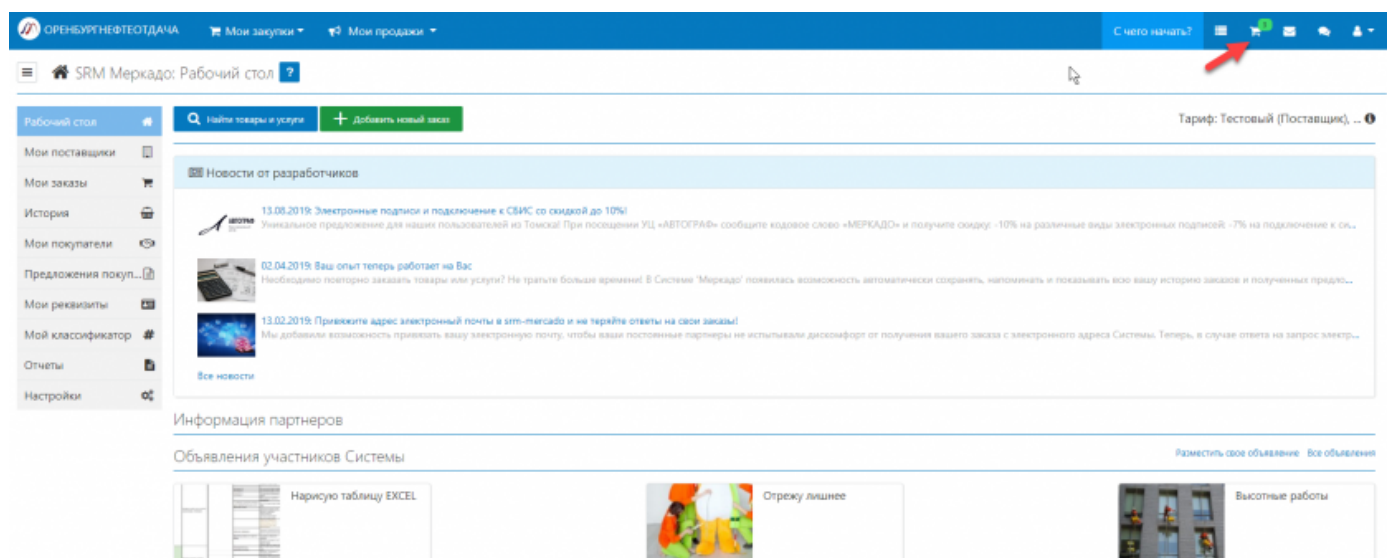 ОРЕНБУРГНЕФТЕОТДАЧА Мои закупки Мои продажи С чего начать? 1
SRM Меркадо: Рабочий стол ?
Рабочий стол
Мои поставщики
Мои заказы
История
Мои покупатели
Предложения покуп...
Мои реквизиты
Мой классификатор #
Отчеты
Настройки
Найти товары и услуги + Добавить новый заказ Тариф: Тестовый (Поставщик), ...
Новости от разработчиков
13.08.2019: Электронные подписи и подключение к СБИС со скидкой до 10%!
Уникальное предложение для наших пользователей из Томска! При посещении УЦ «АВТОГРАФ» сообщите кодовое слово «МЕРКАДО» и получите скидку: -10% на различные виды электронных подписей; -7% на подключение к си...
02.04.2019: Ваш опыт теперь работает на Вас
Необходимо повторно заказать товары или услуги? Не тратьте больше времени! В Системе 'Меркадо' появилась возможность автоматически сохранять, напоминать и показывать всю вашу историю заказов и полученных предло...
13.02.2019: Привяжите адрес электронный почты в srm-mercado и не теряйте ответы на свои заказы!
Мы добавили возможность привязать вашу электронную почту, чтобы ваши постоянные партнеры не испытывали дискомфорт от получения вашего заказа с электронного адреса Системы. Теперь, в случае ответа на запрос электр...
Все новости
Информация партнеров
Объявления участников Системы Разместить свое объявление Все объявления
Нарисую таблицу EXCEL Отрежу лишнее Высотные работы